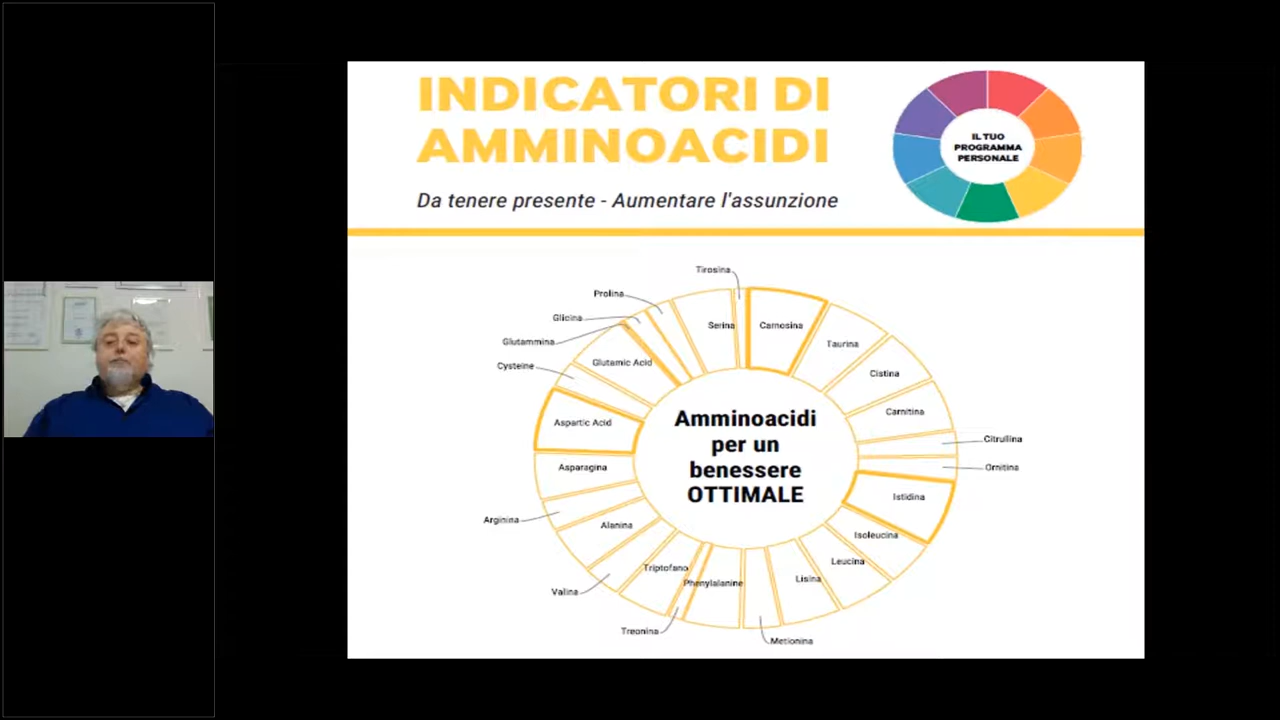 INDICATORI DI
AMMINOACIDI
Da tenere presente - Aumentare l'assunzione
IL TUO
PROGRAMMA
PERSONALE
Tirosina
Prolina
Glicina
Glutammina
Cysteine
Serina
Carnosina
Taurina
Glutamic Acid
Cistina
Aspartic Acid
Carnitina
Citrullina
Asparagina
Ornitina
Istidina
Arginina
Alanina
Isoleucina
Leucina
Triptofano
Lisina
Phenylalanine
Valina
Treonina
Metionina
Amminoacidi
per un
benessere
OTTIMALE